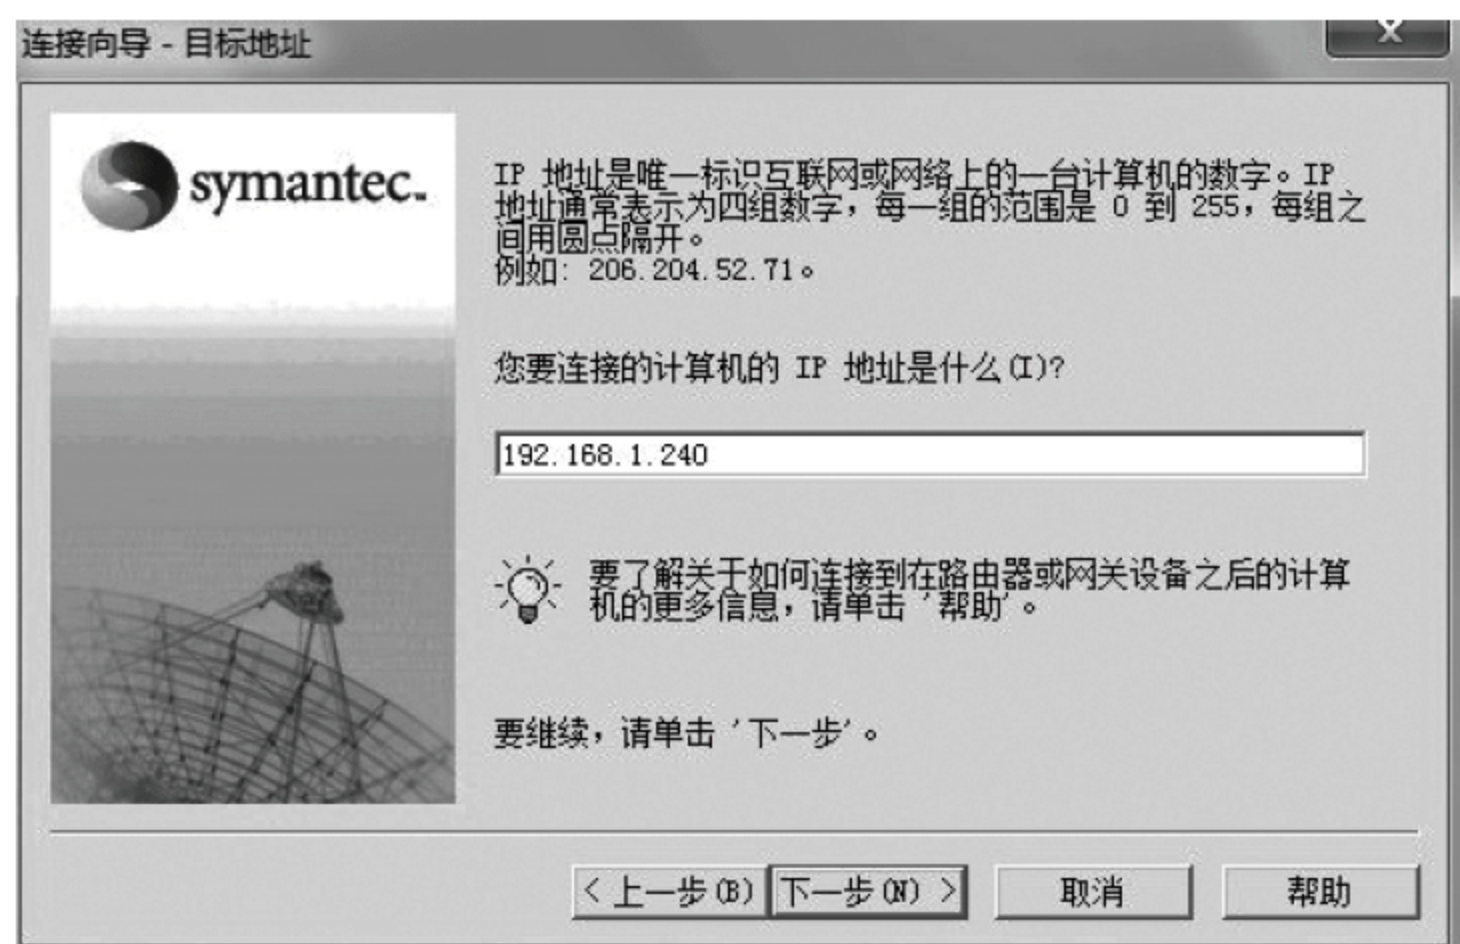 连接向导 - 目标地址
X
symantec.
IP 地址是唯一标识互联网或网络上的一台计算机的数字。IP
地址通常表示为四组数字，每一组的范围是 0 到 255，每组之
间用圆点隔开。
例如: 206.204.52.71。
您要连接的计算机的 IP 地址是什么(I)?
192.168.1.240
要了解关于如何连接到在路由器或网关设备之后的计算
机的更多信息，请单击 '帮助'。
要继续，请单击 '下一步'。
< 上一步(B) 下一步(N) > 取消 帮助